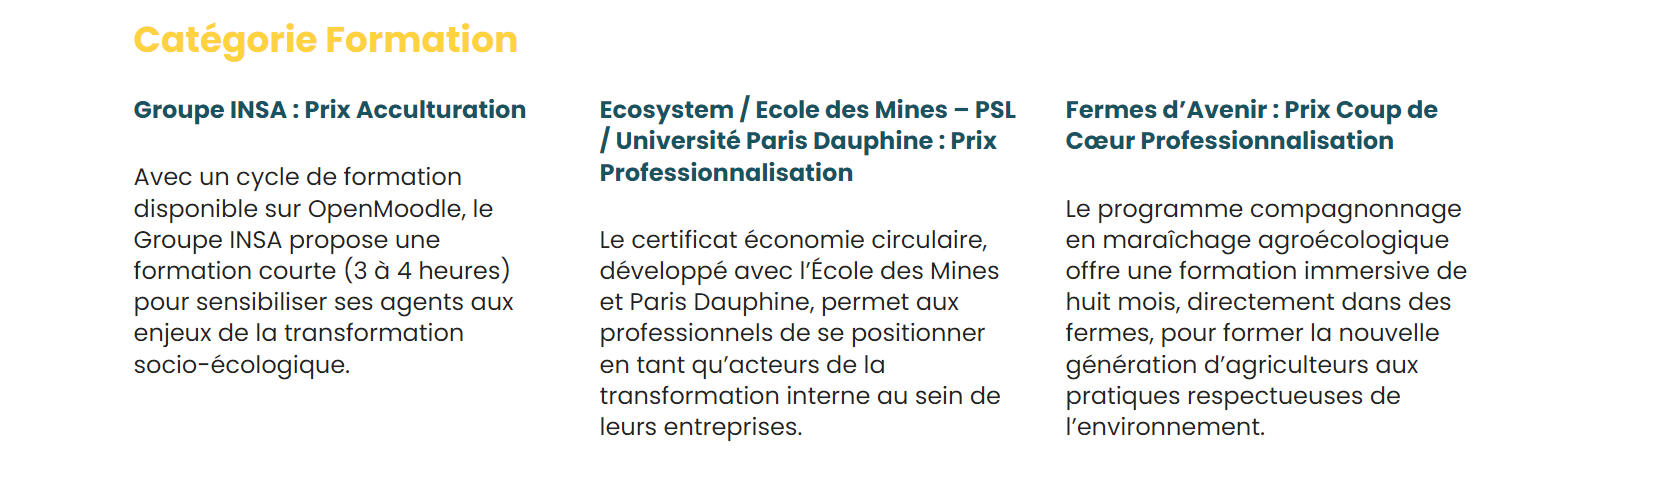 Catégorie Formation
Groupe INSA : Prix Acculturation
Avec un cycle de formation
disponible sur OpenMoodle, le
Groupe INSA propose une
formation courte (3 à 4 heures)
pour sensibiliser ses agents aux
enjeux de la transformation
socio-écologique.
Ecosystem / Ecole des Mines – PSL
/ Université Paris Dauphine : Prix
Professionnalisation
Le certificat économie circulaire,
développé avec l’École des Mines
et Paris Dauphine, permet aux
professionnels de se positionner
en tant qu’acteurs de la
transformation interne au sein de
leurs entreprises.
Fermes d’Avenir : Prix Coup de
Cœur Professionnalisation
Le programme compagnonnage
en maraîchage agroécologique
offre une formation immersive de
huit mois, directement dans des
fermes, pour former la nouvelle
génération d’agriculteurs aux
pratiques respectueuses de
l’environnement.